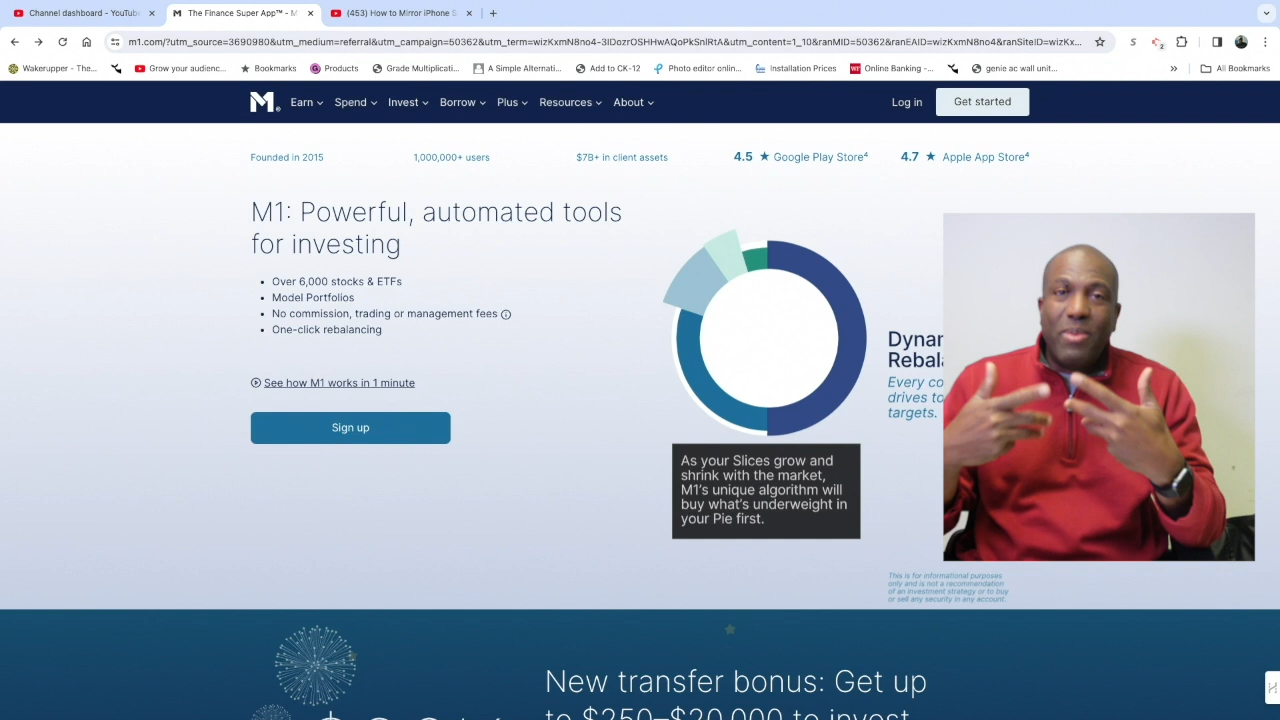 Channel dashboard - YouTub
The Finance Super App™ - M
(453) How to Mirror iPhone S
m1.com/?utm_source=3690980&utm_medium=referral&utm_campaign=50362&utm_term=wizKxmN8no4-3IDozrOSHHwAQoPkSnlRtA&utm_content=1_10&ranMID=50362&ranEAID=wizKxmN8no4&ranSiteID=wizKx...
Wakerupper - The...
Grow your audienc...
Bookmarks
Products
Grade Multiplicati...
A Simple Alternati...
Add to CK-12
Photo editor onlin...
Installation Prices
Online Banking -...
genie ac wall unit...
»
All Bookmarks
M1 Earn Spend Invest Borrow Plus Resources About Log in Get started
Founded in 2015 1,000,000+ users $7B+ in client assets 4.5 ★ Google Play Store⁴ 4.7 ★ Apple App Store⁴
M1: Powerful, automated tools
for investing
• Over 6,000 stocks & ETFs
• Model Portfolios
• No commission, trading or management fees
• One-click rebalancing
See how M1 works in 1 minute
Sign up
Dynar
Rebal
Every co
drives to
targets.
As your Slices grow and
shrink with the market,
M1's unique algorithm will
buy what's underweight in
your Pie first.
This is for informational purposes
only and is not a recommendation
of an investment strategy or to buy
or sell any security in any account.
New transfer bonus: Get up
to $250–$20,000 to invest